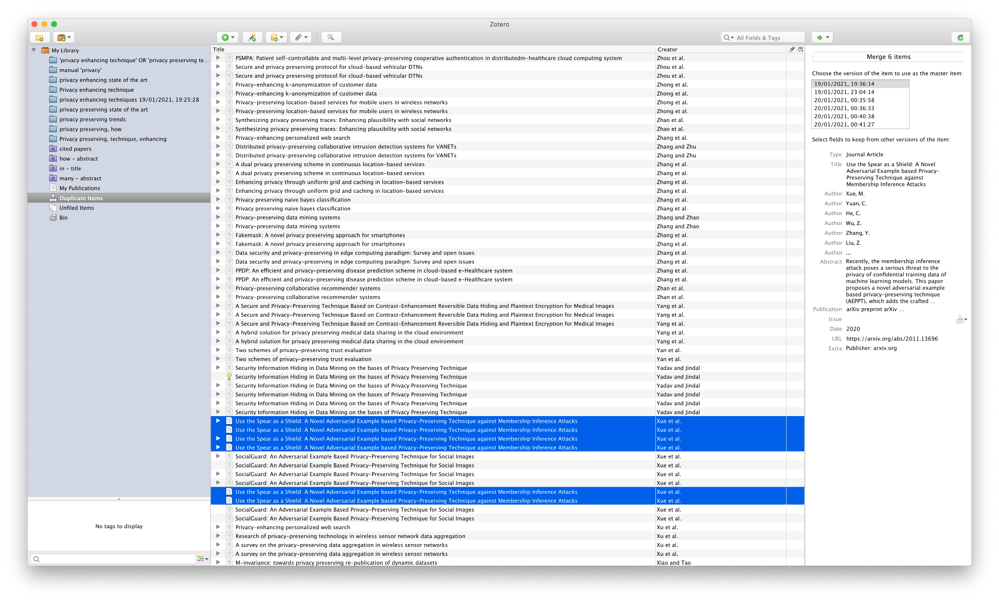 Zotero
All Fields & Tags
My Library
'privacy enhancing technique' OR 'privacy preserving te...
manual 'privacy'
privacy enhancing state of the art
Privacy enhancing technique
privacy enhancing techniques 19/01/2021, 19:25:28
privacy preserving state of the art
privacy preserving trends
privacy preserving, how
Privacy preserving, technique, enhancing
cited papers
how – abstract
in – title
many – abstract
My Publications
Duplicate Items
Unfiled Items
Bin
No tags to display
Title Creator
PSMPA: Patient self-controllable and multi-level privacy-preserving cooperative authentication in distributedm-healthcare cloud computing system Zhou et al.
Secure and privacy preserving protocol for cloud-based vehicular DTNs Zhou et al.
Secure and privacy preserving protocol for cloud-based vehicular DTNs Zhou et al.
Privacy-enhancing k-anonymization of customer data Zhong et al.
Privacy-enhancing k-anonymization of customer data Zhong et al.
Privacy-preserving location-based services for mobile users in wireless networks Zhong et al.
Privacy-preserving location-based services for mobile users in wireless networks Zhong et al.
Synthesizing privacy preserving traces: Enhancing plausibility with social networks Zhao et al.
Synthesizing privacy preserving traces: Enhancing plausibility with social networks Zhao et al.
Privacy-enhancing personalized web search Zhang et al.
Distributed privacy-preserving collaborative intrusion detection systems for VANETs Zhang and Zhu
Distributed privacy-preserving collaborative intrusion detection systems for VANETs Zhang and Zhu
A dual privacy preserving scheme in continuous location-based services Zhang et al.
A dual privacy preserving scheme in continuous location-based services Zhang et al.
Enhancing privacy through uniform grid and caching in location-based services Zhang et al.
Enhancing privacy through uniform grid and caching in location-based services Zhang et al.
Privacy preserving naive bayes classification Zhang et al.
Privacy preserving naive bayes classification Zhang et al.
Privacy-preserving data mining systems Zhang and Zhao
Privacy-preserving data mining systems Zhang and Zhao
Fakemask: A novel privacy preserving approach for smartphones Zhang et al.
Fakemask: A novel privacy preserving approach for smartphones Zhang et al.
Data security and privacy-preserving in edge computing paradigm: Survey and open issues Zhang et al.
Data security and privacy-preserving in edge computing paradigm: Survey and open issues Zhang et al.
PPDP: An efficient and privacy-preserving disease prediction scheme in cloud-based e-Healthcare system Zhang et al.
PPDP: An efficient and privacy-preserving disease prediction scheme in cloud-based e-Healthcare system Zhang et al.
Privacy-preserving collaborative recommender systems Zhan et al.
Privacy-preserving collaborative recommender systems Zhan et al.
A Secure and Privacy-Preserving Technique Based on Contrast-Enhancement Reversible Data Hiding and Plaintext Encryption for Medical Images Yang et al.
A Secure and Privacy-Preserving Technique Based on Contrast-Enhancement Reversible Data Hiding and Plaintext Encryption for Medical Images Yang et al.
A Secure and Privacy-Preserving Technique Based on Contrast-Enhancement Reversible Data Hiding and Plaintext Encryption for Medical Images Yang et al.
A hybrid solution for privacy preserving medical data sharing in the cloud environment Yang et al.
A hybrid solution for privacy preserving medical data sharing in the cloud environment Yang et al.
Two schemes of privacy-preserving trust evaluation Yan et al.
Two schemes of privacy-preserving trust evaluation Yan et al.
Security Information Hiding in Data Mining on the bases of Privacy Preserving Technique Yadav and Jindal
Security Information Hiding in Data Mining on the bases of Privacy Preserving Technique Yadav and Jindal
Security Information Hiding in Data Mining on the bases of Privacy Preserving Technique Yadav and Jindal
Security Information Hiding in Data Mining on the bases of Privacy Preserving Technique Yadav and Jindal
Security Information Hiding in Data Mining on the bases of Privacy Preserving Technique Yadav and Jindal
Security Information Hiding in Data Mining on the bases of Privacy Preserving Technique Yadav and Jindal
Use the Spear as a Shield: A Novel Adversarial Example based Privacy-Preserving Technique against Membership Inference Attacks Xue et al.
Use the Spear as a Shield: A Novel Adversarial Example based Privacy-Preserving Technique against Membership Inference Attacks Xue et al.
Use the Spear as a Shield: A Novel Adversarial Example based Privacy-Preserving Technique against Membership Inference Attacks Xue et al.
Use the Spear as a Shield: A Novel Adversarial Example based Privacy-Preserving Technique against Membership Inference Attacks Xue et al.
SocialGuard: An Adversarial Example Based Privacy-Preserving Technique for Social Images Xue et al.
SocialGuard: An Adversarial Example Based Privacy-Preserving Technique for Social Images Xue et al.
SocialGuard: An Adversarial Example Based Privacy-Preserving Technique for Social Images Xue et al.
SocialGuard: An Adversarial Example Based Privacy-Preserving Technique for Social Images Xue et al.
Use the Spear as a Shield: A Novel Adversarial Example based Privacy-Preserving Technique against Membership Inference Attacks Xue et al.
Use the Spear as a Shield: A Novel Adversarial Example based Privacy-Preserving Technique against Membership Inference Attacks Xue et al.
SocialGuard: An Adversarial Example Based Privacy-Preserving Technique for Social Images Xue et al.
SocialGuard: An Adversarial Example Based Privacy-Preserving Technique for Social Images Xue et al.
Privacy-enhancing personalized web search Xu et al.
Research of privacy-preserving technology in wireless sensor network data aggregation Xu et al.
A survey on the privacy-preserving data aggregation in wireless sensor networks Xu et al.
A survey on the privacy-preserving data aggregation in wireless sensor networks Xu et al.
M-invariance: towards privacy preserving re-publication of dynamic datasets Xiao and Tao
Merge 6 items
Choose the version of the item to use as the master item:
19/01/2021, 19:36:14
19/01/2021, 23:04:14
20/01/2021, 00:35:58
20/01/2021, 00:36:33
20/01/2021, 00:40:38
20/01/2021, 00:41:27
Select fields to keep from other versions of the item:
Type Journal Article
Title Use the Spear as a Shield: A Novel
Adversarial Example based Privacy-
Preserving Technique against
Membership Inference Attacks
Author Xue, M.
Author Yuan, C.
Author He, C.
Author Wu, Z.
Author Zhang, Y.
Author Liu, Z.
Author ...
Abstract Recently, the membership inference
attack poses a serious threat to the
privacy of confidential training data of
machine learning models. This paper
proposes a novel adversarial example
based privacy-preserving technique
(AEPPT), which adds the crafted ...
Publication arXiv preprint arXiv ...
Issue
Date 2020
URL https://arxiv.org/abs/2011.13696
Extra Publisher: arxiv.org